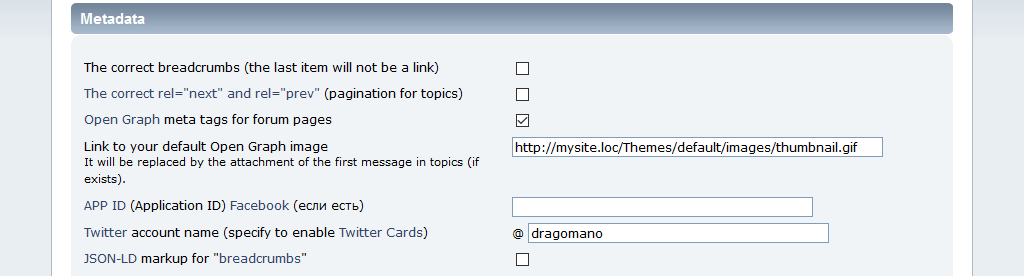 Metadata
The correct breadcrumbs (the last item will not be a link)
The correct rel="next" and rel="prev" (pagination for topics)
Open Graph meta tags for forum pages
Link to your default Open Graph image http://mysite.loc/Themes/default/images/thumbnail.gif
It will be replaced by the attachment of the first message in topics (if
exists).
APP ID (Application ID) Facebook (если есть)
Twitter account name (specify to enable Twitter Cards) @ dragomano
JSON-LD markup for "breadcrumbs"